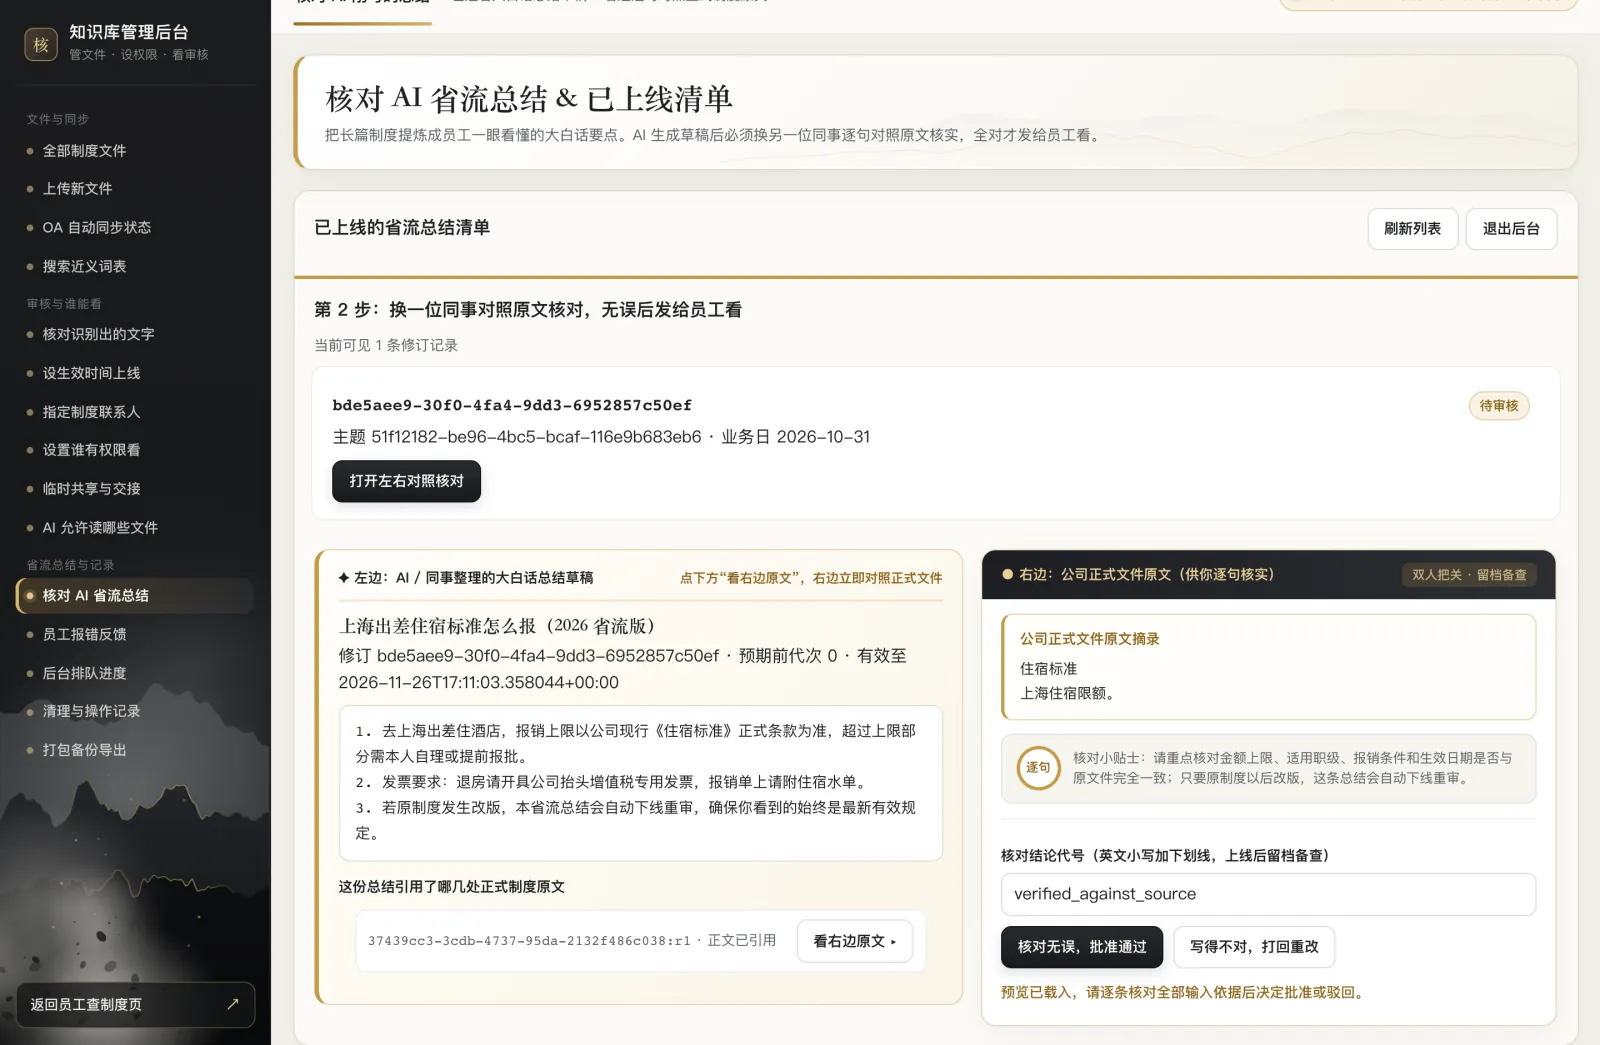 核
知识库管理后台
管文件 · 设权限 · 看审核
文件与同步
全部制度文件
上传新文件
OA 自动同步状态
搜索近义词表
审核与谁能看
核对识别出的文字
设生效时间上线
指定制度联系人
设置谁有权限看
临时共享与交接
AI 允许读哪些文件
省流总结与记录
核对 AI 省流总结
员工报错反馈
后台排队进度
清理与操作记录
打包备份导出
返回员工查制度页 ↗
核对 AI 省流总结 & 已上线清单
把长篇制度提炼成员工一眼看懂的大白话要点。AI 生成草稿后必须换另一位同事逐句对照原文核实，全对才发给员工看。
已上线的省流总结清单
刷新列表
退出后台
第 2 步：换一位同事对照原文核对，无误后发给员工看
当前可见 1 条修订记录
bde5aee9-30f0-4fa4-9dd3-6952857c50ef
待审核
主题 51f12182-be96-4bc5-bcaf-116e9b683eb6 · 业务日 2026-10-31
打开左右对照核对
✦ 左边：AI / 同事整理的大白话总结草稿
点下方“看右边原文”，右边立即对照正式文件
上海出差住宿标准怎么报（2026 省流版）
修订 bde5aee9-30f0-4fa4-9dd3-6952857c50ef · 预期前代次 0 · 有效至
2026-11-26T17:11:03.358044+00:00
1. 去上海出差住酒店，报销上限以公司现行《住宿标准》正式条款为准，超过上限部
分需本人自理或提前报批。
2. 发票要求：退房请开具公司抬头增值税专用发票，报销单上请附住宿水单。
3. 若原制度发生改版，本省流总结会自动下线重审，确保你看到的始终是最新有效规
定。
这份总结引用了哪几处正式制度原文
37439cc3-3cdb-4737-95da-2132f486c038:r1 · 正文已引用
看右边原文 ▸
右边：公司正式文件原文（供你逐句核实）
双人把关 · 留档备查
公司正式文件原文摘录
住宿标准
上海住宿限额。
逐句
核对小贴士：请重点核对金额上限、适用职级、报销条件和生效日期是否与
原文件完全一致；只要原制度以后改版，这条总结会自动下线重审。
核对结论代号（英文小写加下划线，上线后留档备查）
verified_against_source
核对无误，批准通过
写得不对，打回重改
预览已载入，请逐条核对全部输入依据后决定批准或驳回。